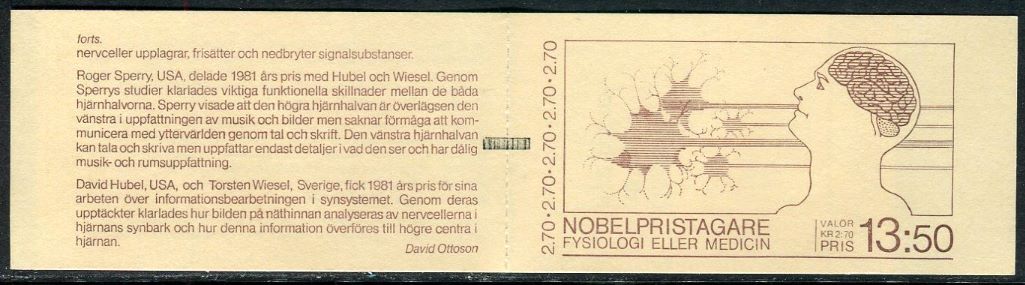 forts.
nervceller upplagrar, frisätter och nedbryter signalsubstanser.
Roger Sperry, USA, delade 1981 års pris med Hubel och Wiesel. Genom
Sperrys studier klarlades viktiga funktionella skillnader mellan de båda
hjärnhalvorna. Sperry visade att den högra hjärnhalvan är överlägsen den
vänstra i uppfattningen av musik och bilder men saknar förmåga att kom-
municera med yttervärlden genom tal och skrift. Den vänstra hjärnhalvan
kan tala och skriva men uppfattar endast detaljer i vad den ser och har dålig
musik- och rumsuppfattning.
David Hubel, USA, och Torsten Wiesel, Sverige, fick 1981 års pris för sina
arbeten över informationsbearbetningen i synsystemet. Genom deras
upptäckter klarlades hur bilden på näthinnan analyseras av nervcellerna i
hjärnans synbark och hur denna information överföres till högre centra i
hjärnan.
David Ottoson
2.70 • 2.70 • 2.70 • 2.70 • 2.70
NOBELPRISTAGARE
FYSIOLOGI ELLER MEDICIN
VALÖR
KR 2:70
PRIS 13:50